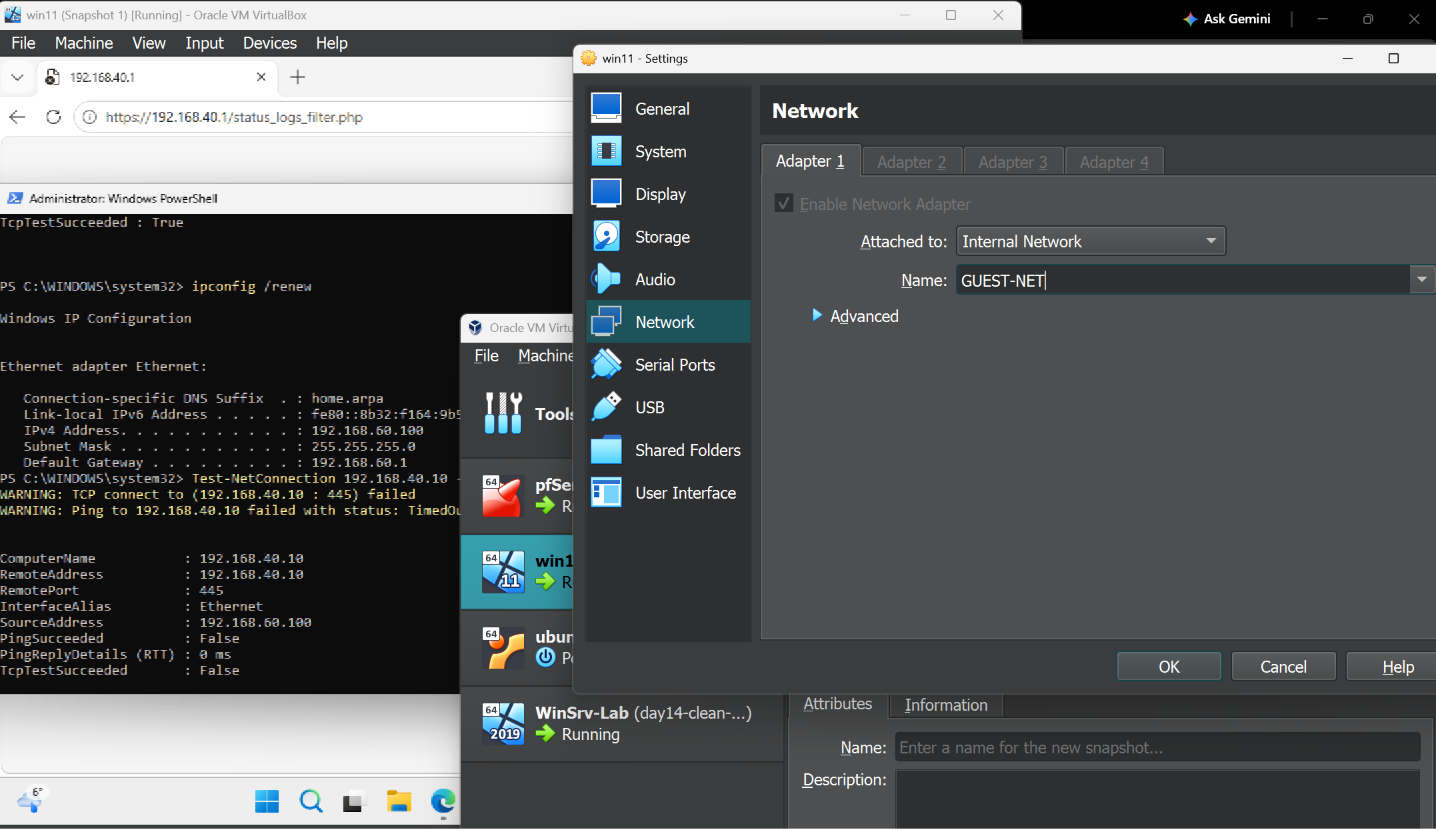 win11 (Snapshot 1) [Running] - Oracle VM VirtualBox
Ask Gemini
File Machine View Input Devices Help
192.168.40.1
https://192.168.40.1/status_logs_filter.php
Administrator: Windows PowerShell
TcpTestSucceeded : True
PS C:\WINDOWS\system32> ipconfig /renew
Windows IP Configuration
Ethernet adapter Ethernet:
Connection-specific DNS Suffix . : home.arpa
Link-local IPv6 Address . . . . . : fe80::8b32:f164:9b5
IPv4 Address. . . . . . . . . . . : 192.168.60.100
Subnet Mask . . . . . . . . . . . : 255.255.255.0
Default Gateway . . . . . . . . . : 192.168.60.1
PS C:\WINDOWS\system32> Test-NetConnection 192.168.40.10 -
WARNING: TCP connect to (192.168.40.10 : 445) failed
WARNING: Ping to 192.168.40.10 failed with status: TimedOu
ComputerName : 192.168.40.10
RemoteAddress : 192.168.40.10
RemotePort : 445
InterfaceAlias : Ethernet
SourceAddress : 192.168.60.100
PingSucceeded : False
PingReplyDetails (RTT) : 0 ms
TcpTestSucceeded : False
6°
Oracle VM Virtu
File Machine
Tools
64
pfSe
R
64
11
win1
R
64
ubun
P
64
2019
WinSrv-Lab (day14-clean-...)
Running
win11 - Settings
General
System
Display
Storage
Audio
Network
Serial Ports
USB
Shared Folders
User Interface
Network
Adapter 1 Adapter 2 Adapter 3 Adapter 4
Enable Network Adapter
Attached to: Internal Network
Name: GUEST-NET
Advanced
OK Cancel Help
Attributes Information
Name: Enter a name for the new snapshot...
Description: